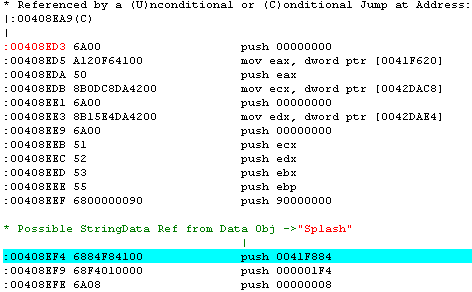 * Referenced by a (U)nconditional or (C)onditional Jump at Address:
|:00408EA9(C)
|
:00408ED3 6A00 push 00000000
:00408ED5 A120F64100 mov eax, dword ptr [0041F620]
:00408EDA 50 push eax
:00408EDB 8B0DC8DA4200 mov ecx, dword ptr [0042DAC8]
:00408EE1 6A00 push 00000000
:00408EE3 8B15E4DA4200 mov edx, dword ptr [0042DAE4]
:00408EE9 6A00 push 00000000
:00408EEB 51 push ecx
:00408EEC 52 push edx
:00408EED 53 push ebx
:00408EEE 55 push ebp
:00408EEF 6800000090 push 90000000
* Possible StringData Ref from Data Obj ->"Splash"
|
:00408EF4 6884F84100 push 0041F884
:00408EF9 68F4010000 push 000001F4
:00408EFE 6A08 push 00000008